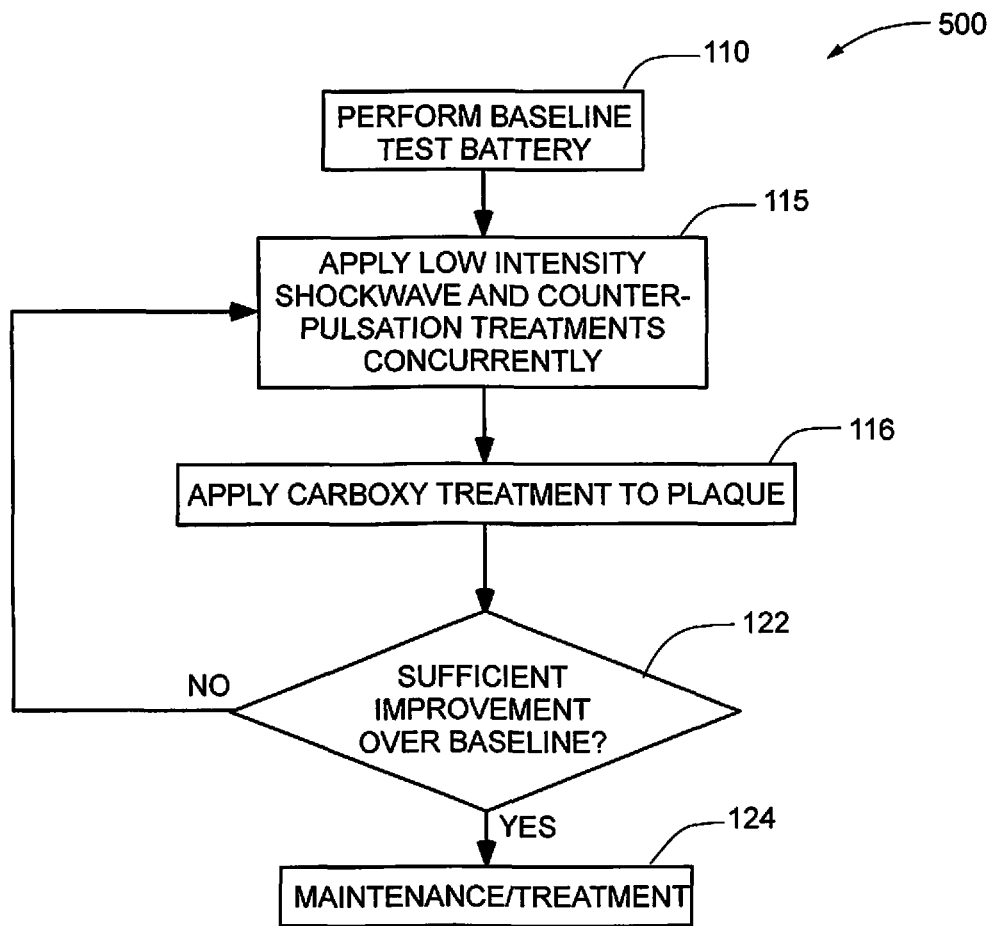 500
110
PERFORM BASELINE
TEST BATTERY
115
APPLY LOW INTENSITY
SHOCKWAVE AND COUNTER-
PULSATION TREATMENTS
CONCURRENTLY
116
APPLY CARBOXY TREATMENT TO PLAQUE
122
SUFFICIENT
IMPROVEMENT
OVER BASELINE?
NO
YES
124
MAINTENANCE/TREATMENT